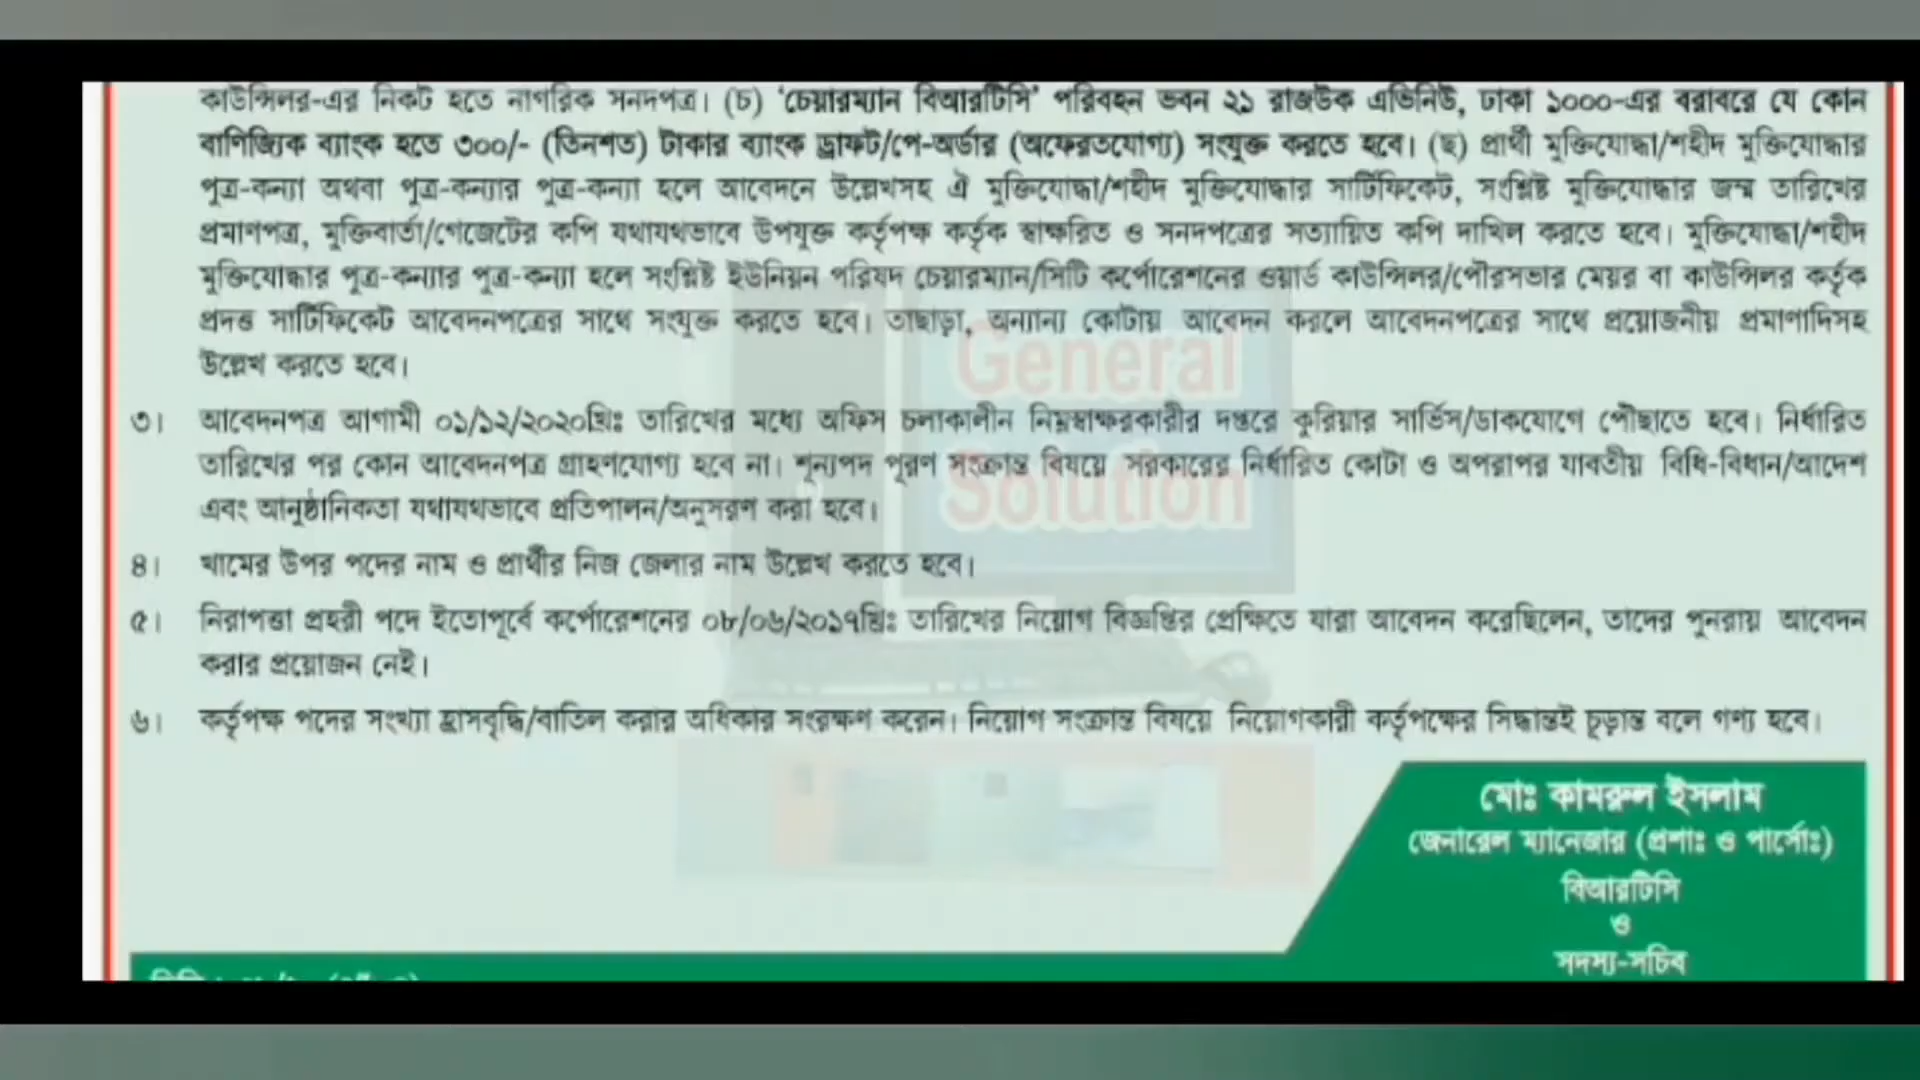 কাউন্সিলর-এর নিকট হতে নাগরিক সনদপত্র। (চ) 'চেয়ারম্যান বিআরটিসি' পরিবহন ভবন ২১ রাজউক এভিনিউ, ঢাকা ১০০০-এর বরাবরে যে কোন
বাণিজ্যিক ব্যাংক হতে ৩০০/- (তিনশত) টাকার ব্যাংক ড্রাফট/পে-অর্ডার (অফেরতযোগ্য) সংযুক্ত করতে হবে। (ছ) প্রার্থী মুক্তিযোদ্ধা/শহীদ মুক্তিযোদ্ধার
পুত্র-কন্যা অথবা পুত্র-কন্যার পুত্র-কন্যা হলে আবেদনে উল্লেখসহ ঐ মুক্তিযোদ্ধা/শহীদ মুক্তিযোদ্ধার সার্টিফিকেট, সংশ্লিষ্ট মুক্তিযোদ্ধার জন্ম তারিখের
প্রমাণপত্র, মুক্তিবার্তা/গেজেটের কপি যথাযথভাবে উপযুক্ত কর্তৃপক্ষ কর্তৃক স্বাক্ষরিত ও সনদপত্রের সত্যায়িত কপি দাখিল করতে হবে। মুক্তিযোদ্ধা/শহীদ
মুক্তিযোদ্ধার পুত্র-কন্যার পুত্র-কন্যা হলে সংশ্লিষ্ট ইউনিয়ন পরিষদ চেয়ারম্যান/সিটি কর্পোরেশনের ওয়ার্ড কাউন্সিলর/পৌরসভার মেয়র বা কাউন্সিলর কর্তৃক
প্রদত্ত সার্টিফিকেট আবেদনপত্রের সাথে সংযুক্ত করতে হবে। তাছাড়া, অন্যান্য কোটায় আবেদন করলে আবেদনপত্রের সাথে প্রয়োজনীয় প্রমাণাদিসহ
উল্লেখ করতে হবে।
৩। আবেদনপত্র আগামী ০১/১২/২০২০খ্রিঃ তারিখের মধ্যে অফিস চলাকালীন নিম্নস্বাক্ষরকারীর দপ্তরে কুরিয়ার সার্ভিস/ডাকযোগে পৌছাতে হবে। নির্ধারিত
তারিখের পর কোন আবেদনপত্র গ্রাহণযোগ্য হবে না। শূন্যপদ পূরণ সংক্রান্ত বিষয়ে সরকারের নির্ধারিত কোটা ও অপরাপর যাবতীয় বিধি-বিধান/আদেশ
এবং আনুষ্ঠানিকতা যথাযথভাবে প্রতিপালন/অনুসরণ করা হবে।
৪। খামের উপর পদের নাম ও প্রার্থীর নিজ জেলার নাম উল্লেখ করতে হবে।
৫। নিরাপত্তা প্রহরী পদে ইতোপূর্বে কর্পোরেশনের ০৮/০৬/২০১৭খ্রিঃ তারিখের নিয়োগ বিজ্ঞপ্তির প্রেক্ষিতে যারা আবেদন করেছিলেন, তাদের পুনরায় আবেদন
করার প্রয়োজন নেই।
৬। কর্তৃপক্ষ পদের সংখ্যা হ্রাসবৃদ্ধি/বাতিল করার অধিকার সংরক্ষণ করেন। নিয়োগ সংক্রান্ত বিষয়ে নিয়োগকারী কর্তৃপক্ষের সিদ্ধান্তই চূড়ান্ত বলে গণ্য হবে।
General
Solution
মোঃ কামরুল ইসলাম
জেনারেল ম্যানেজার (প্রশাঃ ও পার্সোঃ)
বিআরটিসি
ও
সদস্য-সচিব